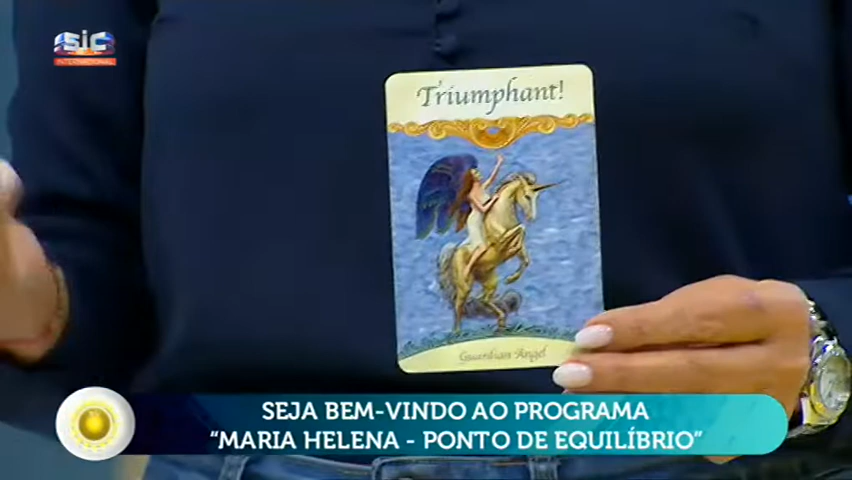 SIC
INTERNACIONAL
Triumphant!
Guardian Angel
SEJA BEM-VINDO AO PROGRAMA
"MARIA HELENA - PONTO DE EQUILÍBRIO"